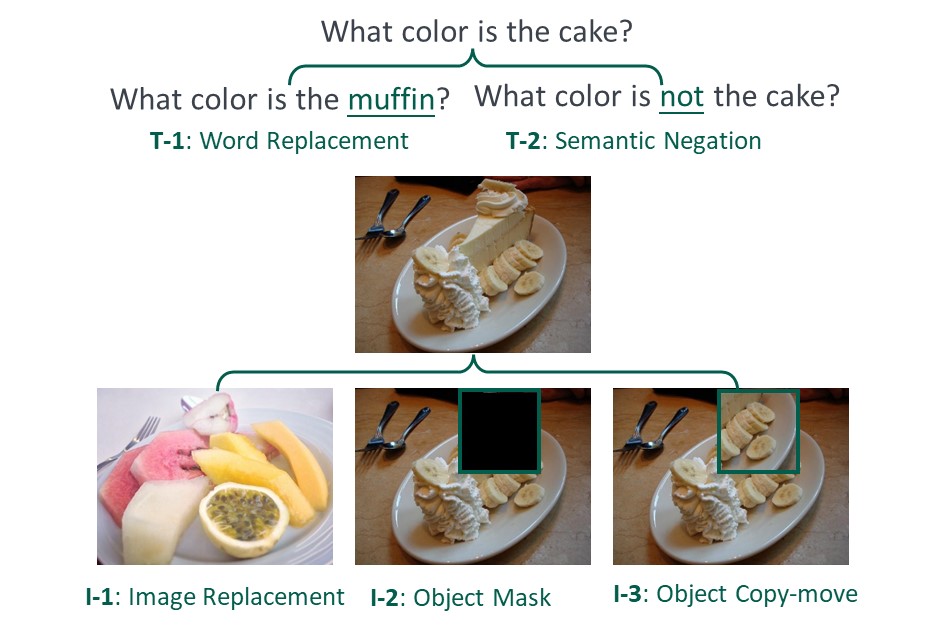 What color is the cake?
What color is the muffin? What color is not the cake?
T-1: Word Replacement T-2: Semantic Negation
I-1: Image Replacement I-2: Object Mask I-3: Object Copy-move